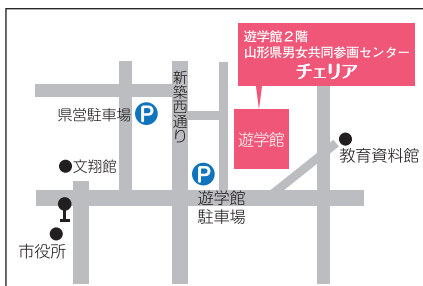 遊学館２階
山形県男女共同参画センター
チェリア
新築西通り
県営駐車場
P
遊学館
教育資料館
文翔館
P
遊学館
駐車場
市役所